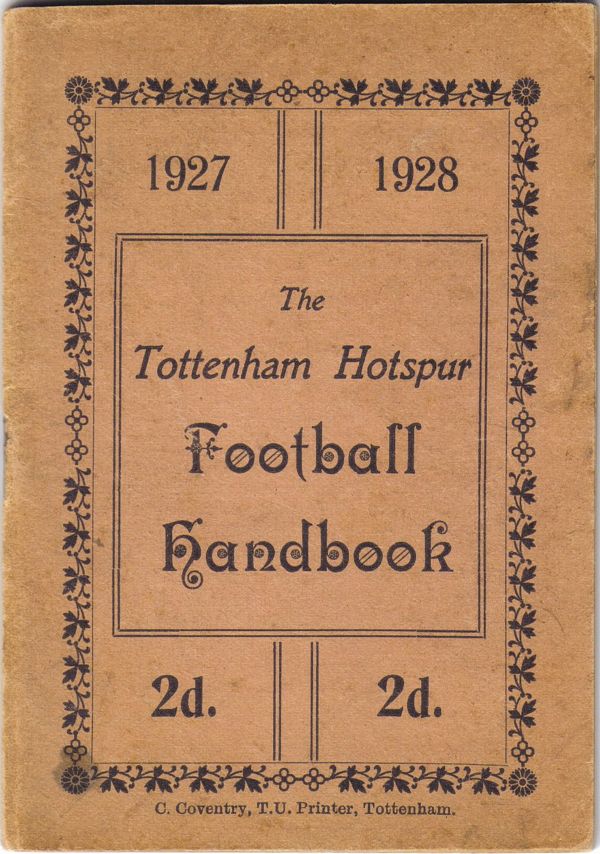 1927 1928
The
Tottenham Hotspur
Football
Handbook
2d. 2d.
C. Coventry, T.U. Printer, Tottenham.